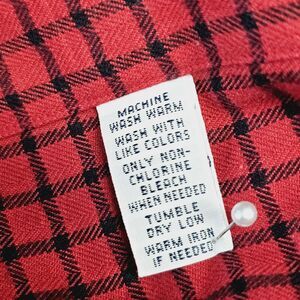 MACHINE
WASH WARM
WASH WITH
LIKE COLORS
ONLY NON-
CHLORINE
BLEACH
WHEN NEEDED
TUMBLE
DRY LOW
WARM IRON
IF NEEDED